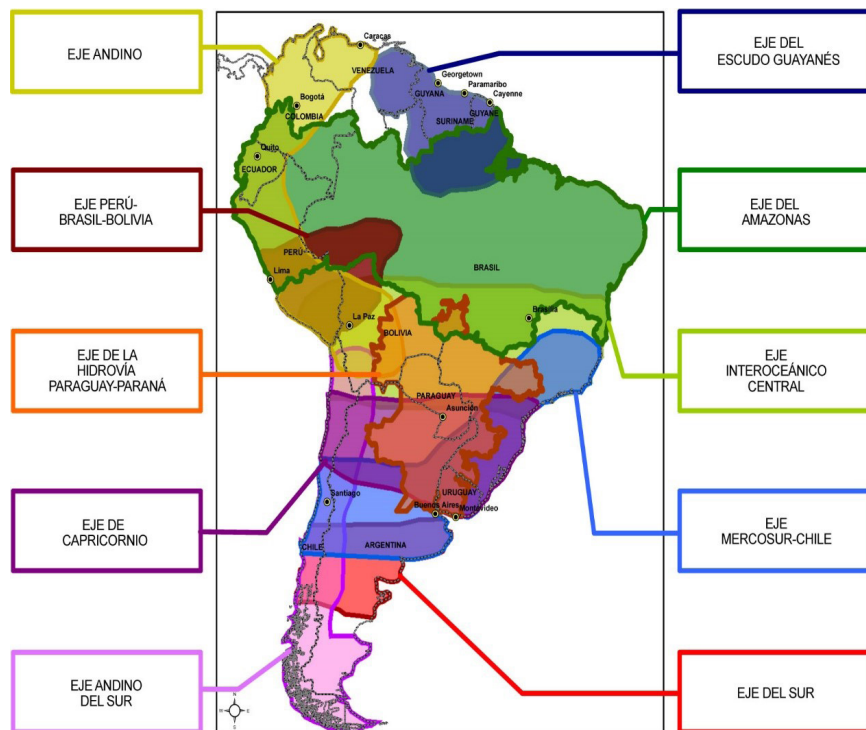 EJE ANDINO
EJE PERÚ-
BRASIL-BOLIVIA
EJE DE LA
HIDROVÍA
PARAGUAY-PARANÁ
EJE DE
CAPRICORNIO
EJE ANDINO
DEL SUR
Caracas
VENEZUELA
Georgetown
Paramaribo
GUYANA
Cayenne
Bogotá
COLOMBIA
GUYANE
SURINAME
Quito
ECUADOR
PERÚ
BRASIL
Lima
La Paz
Brasilia
BOLIVIA
PARAGUAY
Asunción
Santiago
URUGUAY
Buenos Aires
Montevideo
CHILE
ARGENTINA
N
W
E
S
EJE DEL
ESCUDO GUAYANÉS
EJE DEL
AMAZONAS
EJE
INTEROCEÁNICO
CENTRAL
EJE
MERCOSUR-CHILE
EJE DEL SUR